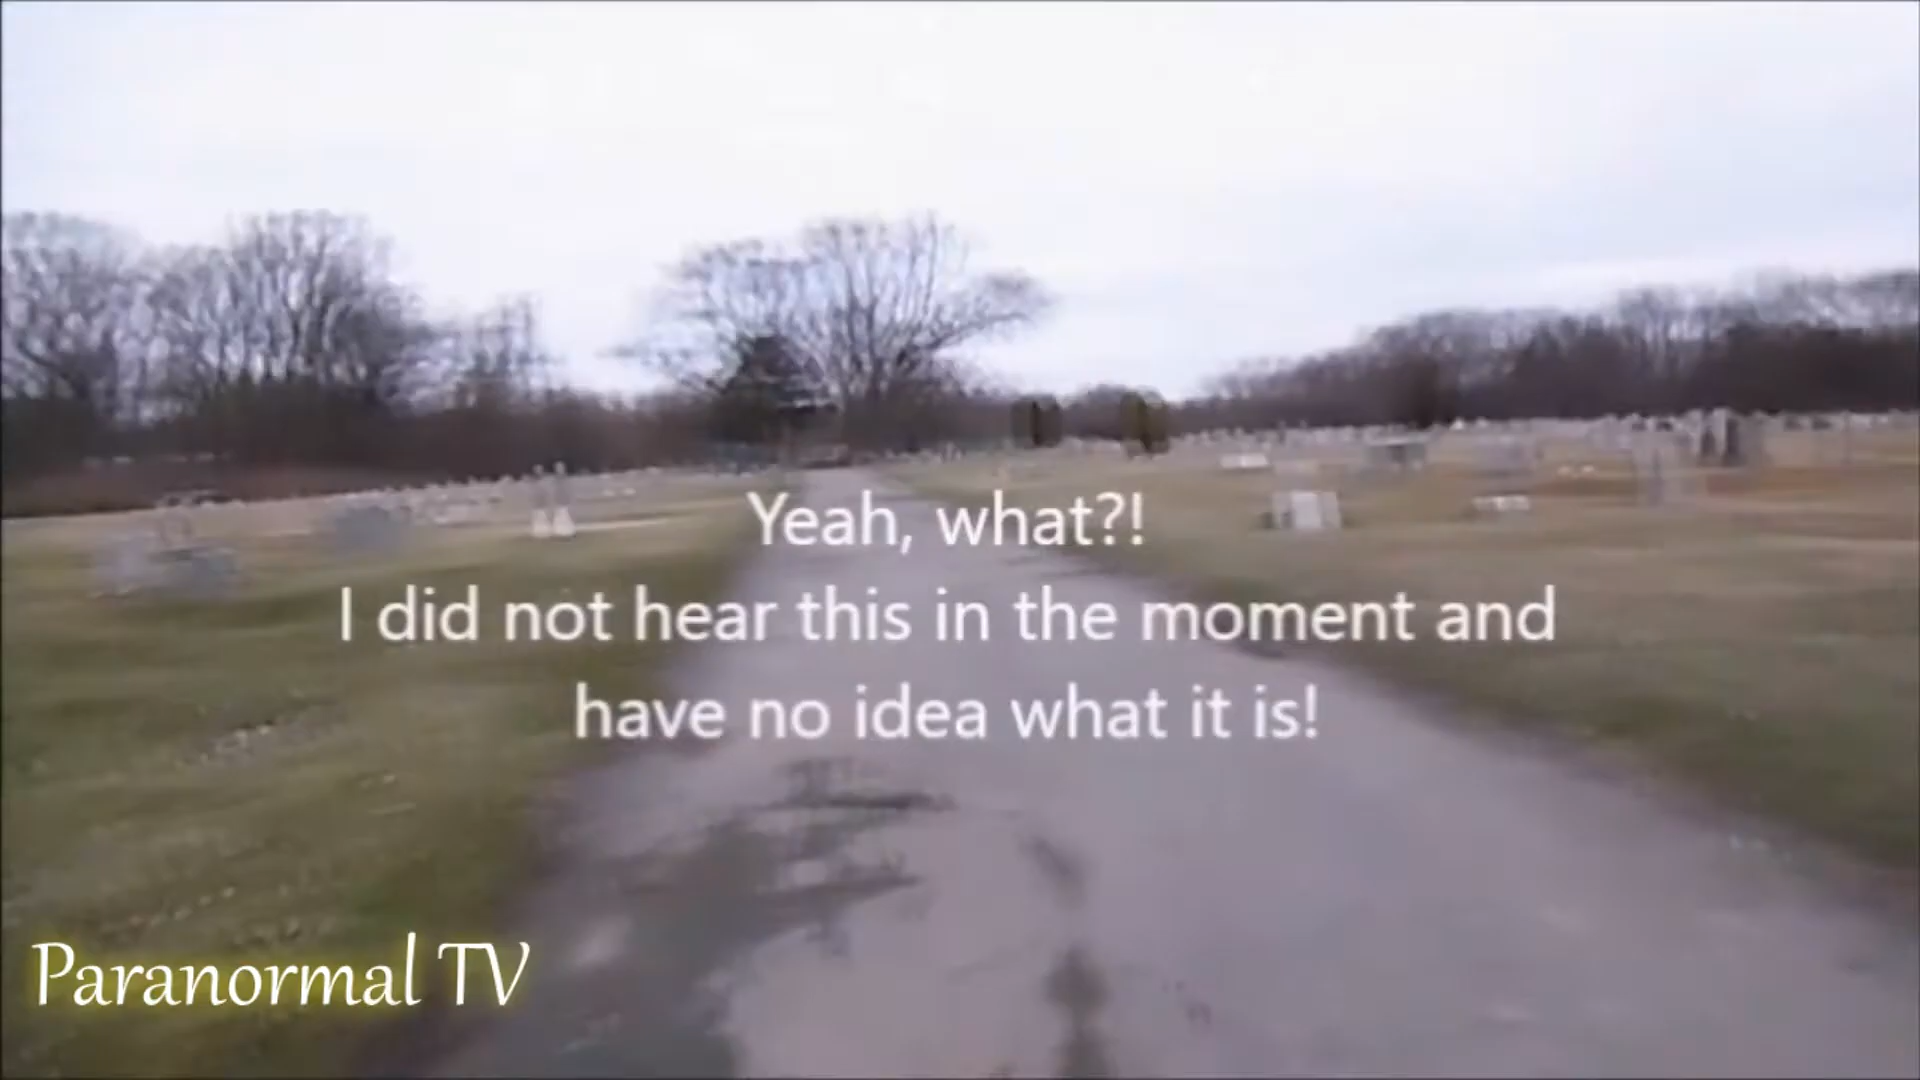 Yeah, what?!
I did not hear this in the moment and
have no idea what it is!
Paranormal TV